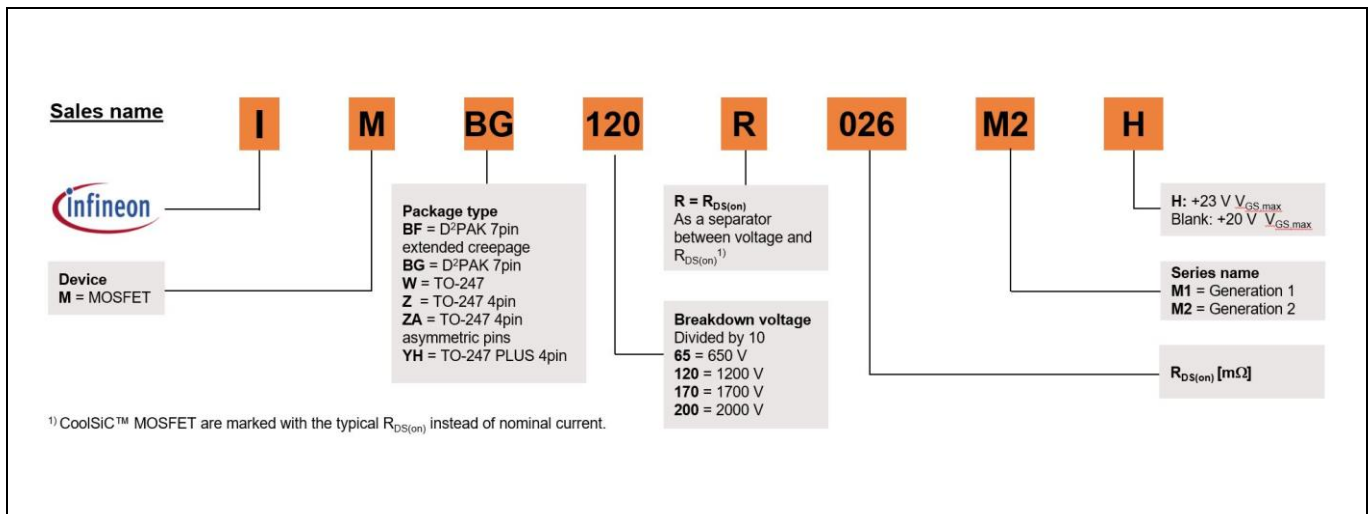 Sales name
I
M
BG
120
R
026
M2
H
infineon
Device
M = MOSFET
Package type
BF = D²PAK 7pin
extended creepage
BG = D²PAK 7pin
W = TO-247
Z = TO-247 4pin
ZA = TO-247 4pin
asymmetric pins
YH = TO-247 PLUS 4pin
R = RDS(on)
As a separator
between voltage and
RDS(on)¹⁾
Breakdown voltage
Divided by 10
65 = 650 V
120 = 1200 V
170 = 1700 V
200 = 2000 V
H: +23 V VGS,max
Blank: +20 V VGS,max
Series name
M1 = Generation 1
M2 = Generation 2
RDS(on) [mΩ]
¹⁾ CoolSiC™ MOSFET are marked with the typical RDS(on) instead of nominal current.